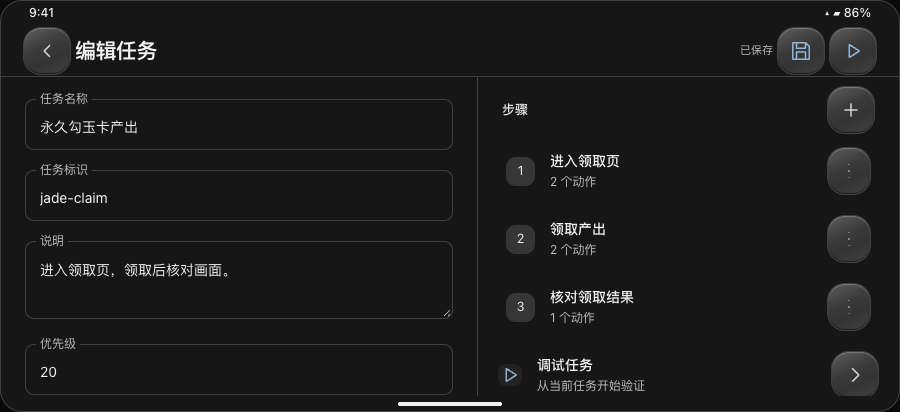 9:41
86%
编辑任务
已保存
任务名称
永久勾玉卡产出
任务标识
jade-claim
说明
进入领取页，领取后核对画面。
优先级
20
步骤
1
进入领取页
2 个动作
2
领取产出
2 个动作
3
核对领取结果
1 个动作
调试任务
从当前任务开始验证